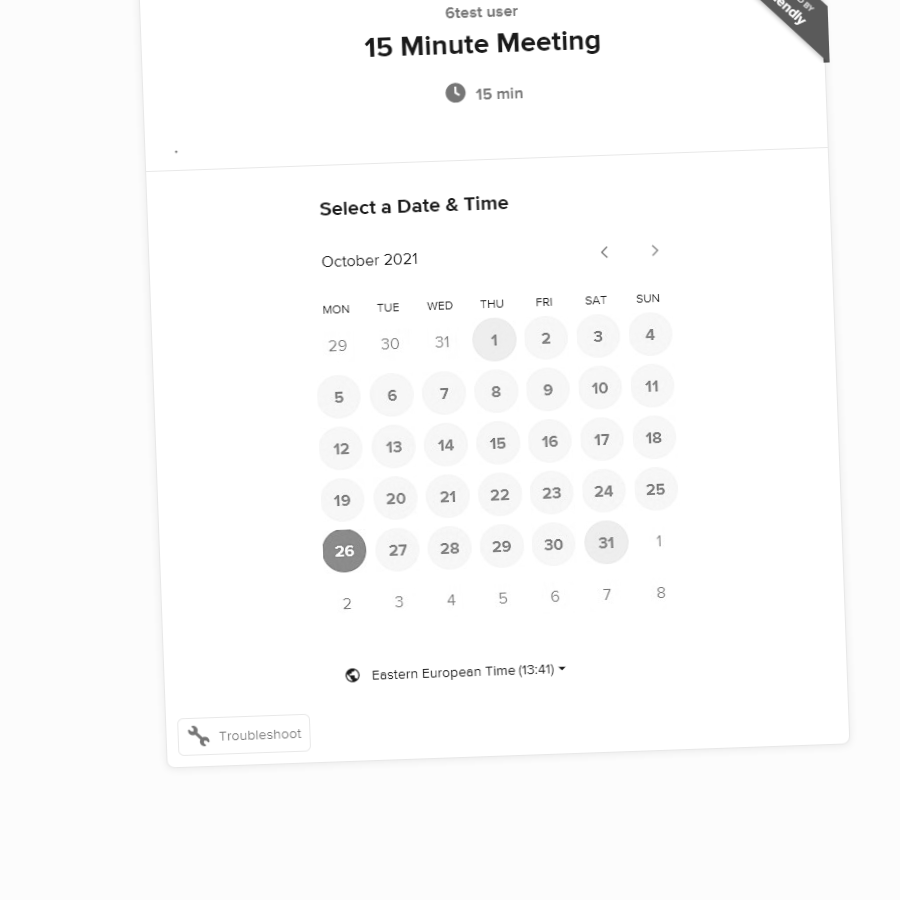 6test user
15 Minute Meeting
15 min
.
Select a Date & Time
October 2021
MON TUE WED THU FRI SAT SUN
29 30 31 1 2 3 4
5 6 7 8 9 10 11
12 13 14 15 16 17 18
19 20 21 22 23 24 25
26 27 28 29 30 31 1
2 3 4 5 6 7 8
Eastern European Time (13:41)
Troubleshoot